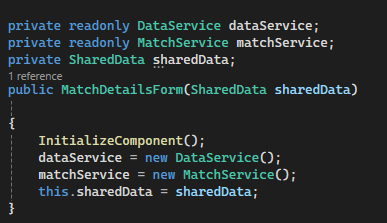 private readonly DataService dataService;
private readonly MatchService matchService;
private SharedData sharedData;
1 reference
public MatchDetailsForm(SharedData sharedData)
{
InitializeComponent();
dataService = new DataService();
matchService = new MatchService();
this.sharedData = sharedData;
}